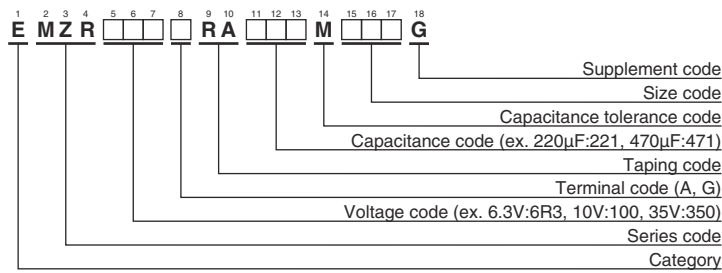 1 2 3 4 5 6 7 8 9 10 11 12 13 14 15 16 17 18
E MZR □□□ □ RA □□□ M □□□ G
Supplement code
Size code
Capacitance tolerance code
Capacitance code (ex. 220μF:221, 470μF:471)
Taping code
Terminal code (A, G)
Voltage code (ex. 6.3V:6R3, 10V:100, 35V:350)
Series code
Category